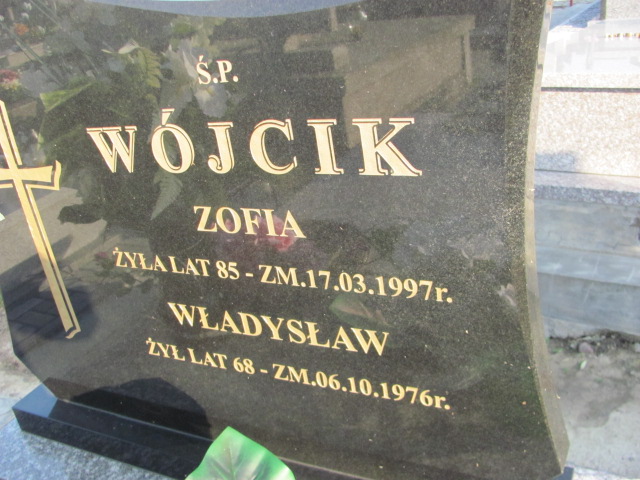 Ś.P.
WÓJCIK
ZOFIA
ŻYŁA LAT 85 - ZM.17.03.1997r.
WŁADYSŁAW
ŻYŁ LAT 68 - ZM.06.10.1976r.